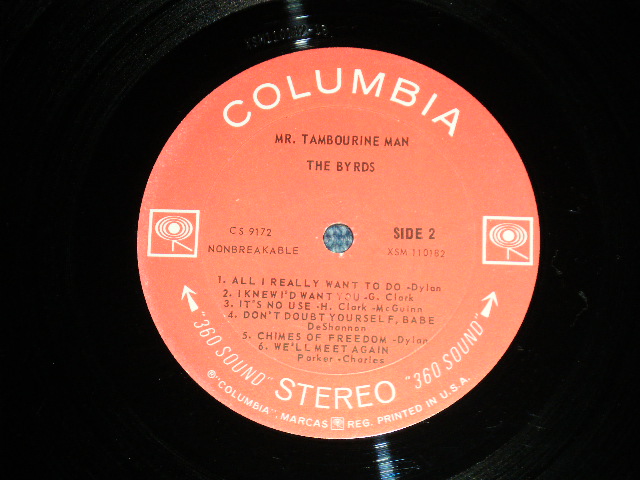 COLUMBIA
MR. TAMBOURINE MAN
THE BYRDS
CS 9172
NONBREAKABLE
SIDE 2
XSM 110182
1. ALL I REALLY WANT TO DO -Dylan
2. I KNEW I'D WANT YOU -G. Clark
3. IT'S NO USE -H. Clark -McGuinn
4. DON'T DOUBT YOURSELF, BABE
DeShannon
5. CHIMES OF FREEDOM -Dylan
6. WE'LL MEET AGAIN
Parker -Charles
"360 SOUND" STEREO "360 SOUND"
®"COLUMBIA", MARCAS REG. PRINTED IN U.S.A.